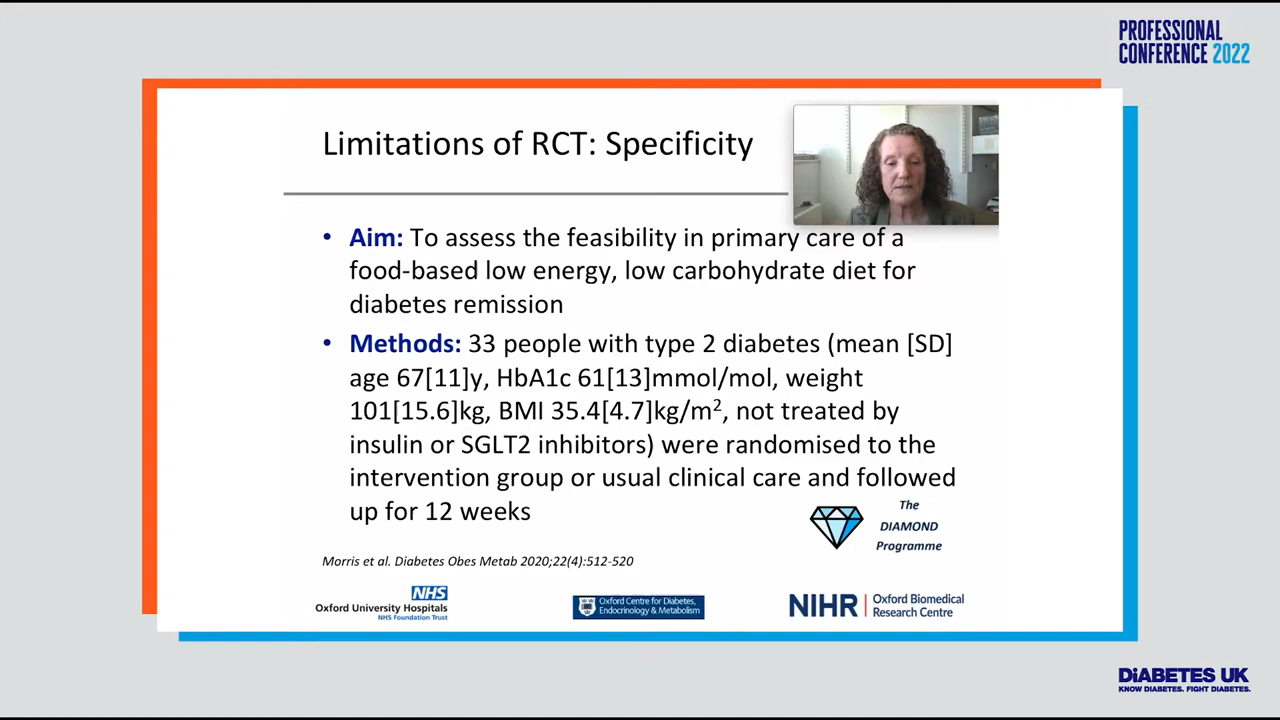 PROFESSIONAL
CONFERENCE 2022
Limitations of RCT: Specificity
• Aim: To assess the feasibility in primary care of a
food-based low energy, low carbohydrate diet for
diabetes remission
• Methods: 33 people with type 2 diabetes (mean [SD]
age 67[11]y, HbA1c 61[13]mmol/mol, weight
101[15.6]kg, BMI 35.4[4.7]kg/m², not treated by
insulin or SGLT2 inhibitors) were randomised to the
intervention group or usual clinical care and followed
up for 12 weeks
The
DIAMOND
Programme
Morris et al. Diabetes Obes Metab 2020;22(4):512-520
NHS
Oxford University Hospitals
NHS Foundation Trust
Oxford Centre for Diabetes,
Endocrinology & Metabolism
NIHR | Oxford Biomedical
Research Centre
DiABETES UK
KNOW DIABETES. FIGHT DIABETES.